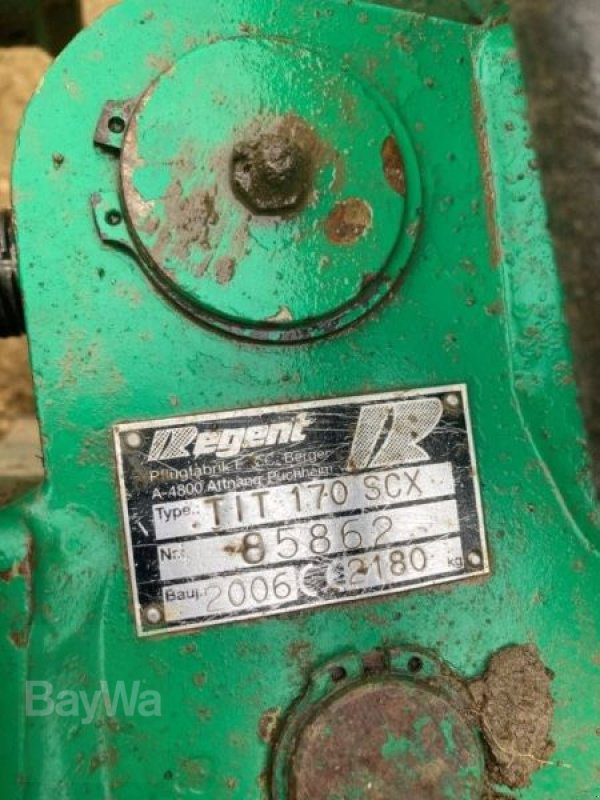 Regent R
Pflugfabrik F. & C. Berger
A-4800 Attnang Puchheim
Type.: TIT 170 SCX
Nr.: 85862
Bauj.: 2006 CE 2180 kg
BayWa